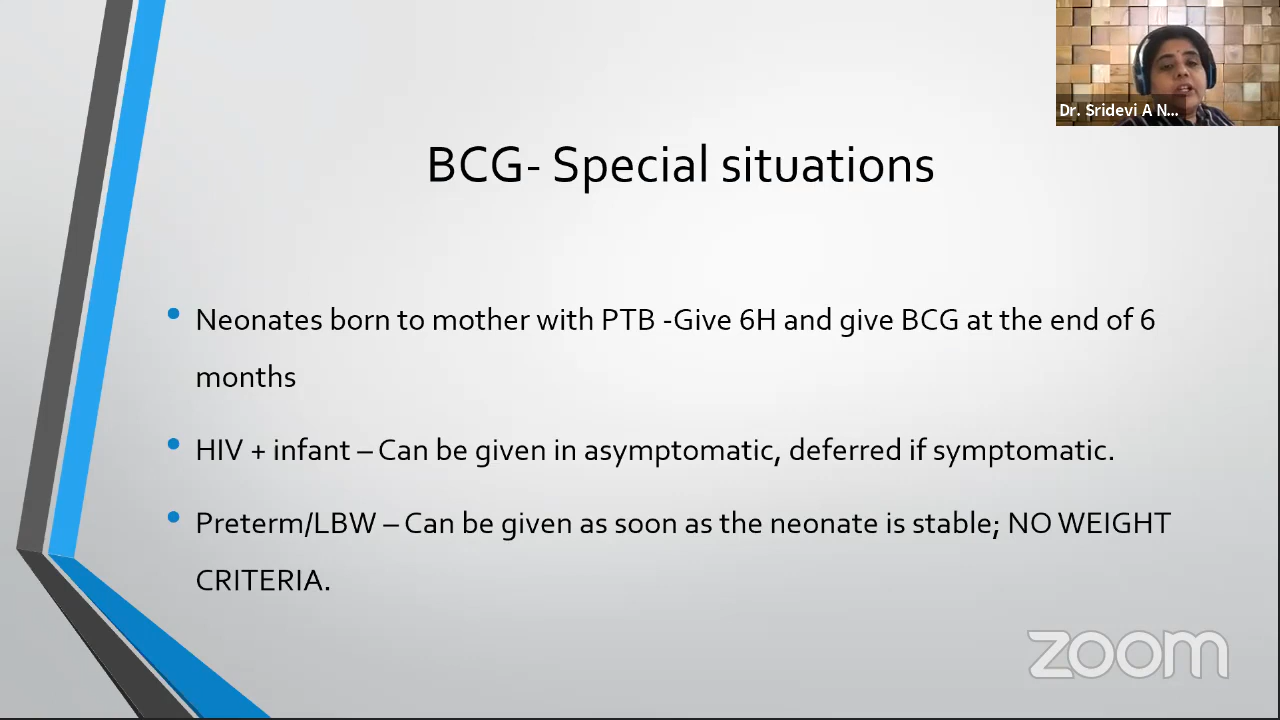 Dr. Sridevi A N...
BCG- Special situations
Neonates born to mother with PTB -Give 6H and give BCG at the end of 6
months
HIV + infant – Can be given in asymptomatic, deferred if symptomatic.
Preterm/LBW – Can be given as soon as the neonate is stable; NO WEIGHT
CRITERIA.
zoom